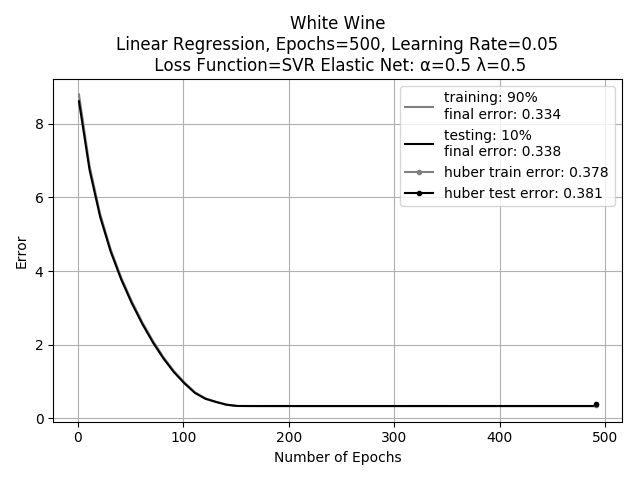 White Wine
Linear Regression, Epochs=500, Learning Rate=0.05
Loss Function=SVR Elastic Net: α=0.5 λ=0.5
training: 90%
final error: 0.334
testing: 10%
final error: 0.338
huber train error: 0.378
huber test error: 0.381
Error
8
6
4
2
0
0 100 200 300 400 500
Number of Epochs